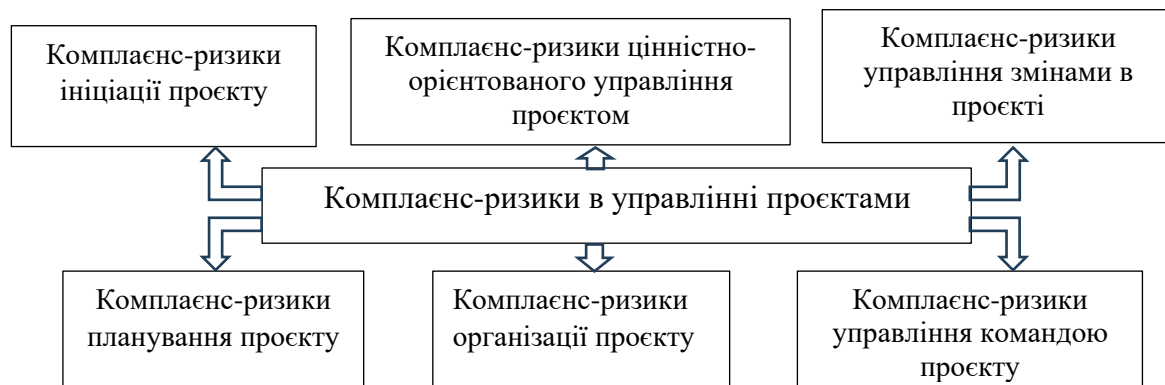 Комплаєнс-ризики
ініціації проєкту
Комплаєнс-ризики цінністно-
орієнтованого управління
проєктом
Комплаєнс-ризики
управління змінами в
проєкті
Комплаєнс-ризики в управлінні проєктами
Комплаєнс-ризики
планування проєкту
Комплаєнс-ризики
організації проєкту
Комплаєнс-ризики
управління командою
проєкту